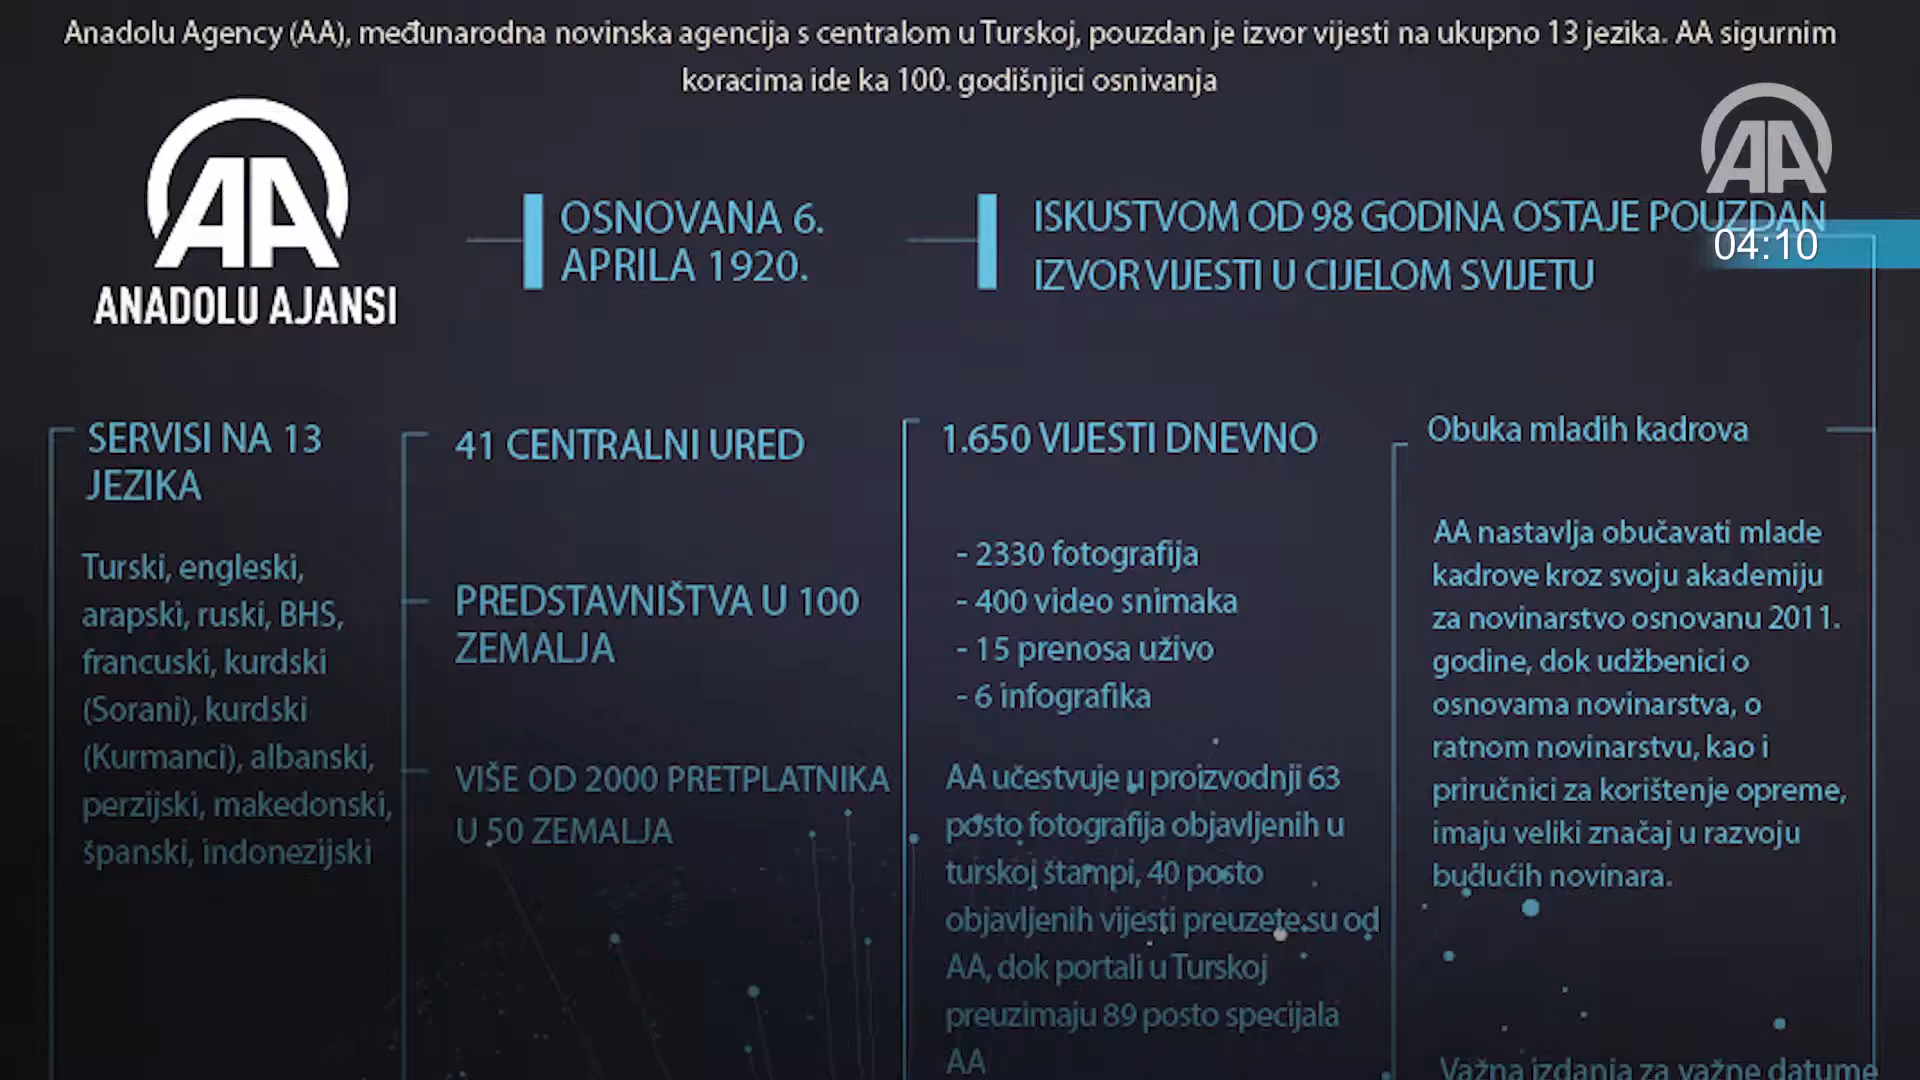 Anadolu Agency (AA), međunarodna novinska agencija s centralom u Turskoj, pouzdan je izvor vijesti na ukupno 13 jezika. AA sigurnim
koracima ide ka 100. godišnjici osnivanja
AA
ANADOLU AJANSI
OSNOVANA 6.
APRILA 1920.
ISKUSTVOM OD 98 GODINA OSTAJE POUZDAN
IZVOR VIJESTI U CIJELOM SVIJETU
AA
04:10
SERVISI NA 13
JEZIKA
Turski, engleski,
arapski, ruski, BHS,
francuski, kurdski
(Sorani), kurdski
(Kurmanci), albanski,
perzijski, makedonski,
španski, indonezijski
41 CENTRALNI URED
PREDSTAVNIŠTVA U 100
ZEMALJA
VIŠE OD 2000 PRETPLATNIKA
U 50 ZEMALJA
1.650 VIJESTI DNEVNO
- 2330 fotografija
- 400 video snimaka
- 15 prenosa uživo
- 6 infografika
AA učestvuje u proizvodnji 63
posto fotografija objavljenih u
turskoj štampi, 40 posto
objavljenih vijesti preuzete su od
AA, dok portali u Turskoj
preuzimaju 89 posto specijala
AA
Obuka mladih kadrova
AA nastavlja obučavati mlade
kadrove kroz svoju akademiju
za novinarstvo osnovanu 2011.
godine, dok udžbenici o
osnovama novinarstva, o
ratnom novinarstvu, kao i
priručnici za korištenje opreme,
imaju veliki značaj u razvoju
budućih novinara.
Važna izdanja za važne datume